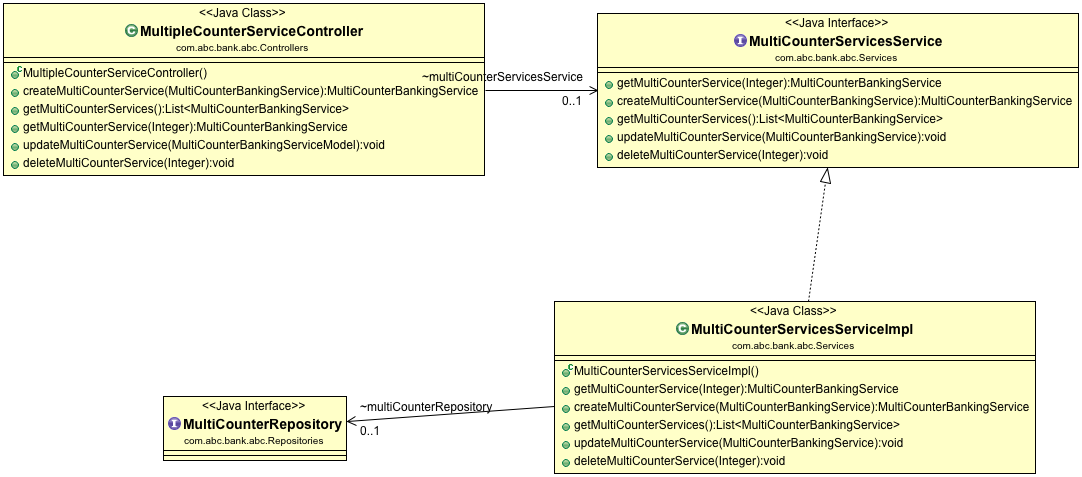 <<Java Class>>
MultipleCounterServiceController
com.abc.bank.abc.Controllers
MultipleCounterServiceController()
createMultiCounterService(MultiCounterBankingService):MultiCounterBankingService
getMultiCounterServices():List<MultiCounterBankingService>
getMultiCounterService(Integer):MultiCounterBankingService
updateMultiCounterService(MultiCounterBankingServiceModel):void
deleteMultiCounterService(Integer):void
~multiCounterServicesService
0..1
<<Java Interface>>
MultiCounterServicesService
com.abc.bank.abc.Services
getMultiCounterService(Integer):MultiCounterBankingService
createMultiCounterService(MultiCounterBankingService):MultiCounterBankingService
getMultiCounterServices():List<MultiCounterBankingService>
updateMultiCounterService(MultiCounterBankingService):void
deleteMultiCounterService(Integer):void
<<Java Class>>
MultiCounterServicesServiceImpl
com.abc.bank.abc.Services
MultiCounterServicesServiceImpl()
getMultiCounterService(Integer):MultiCounterBankingService
createMultiCounterService(MultiCounterBankingService):MultiCounterBankingService
getMultiCounterServices():List<MultiCounterBankingService>
updateMultiCounterService(MultiCounterBankingService):void
deleteMultiCounterService(Integer):void
~multiCounterRepository
0..1
<<Java Interface>>
MultiCounterRepository
com.abc.bank.abc.Repositories